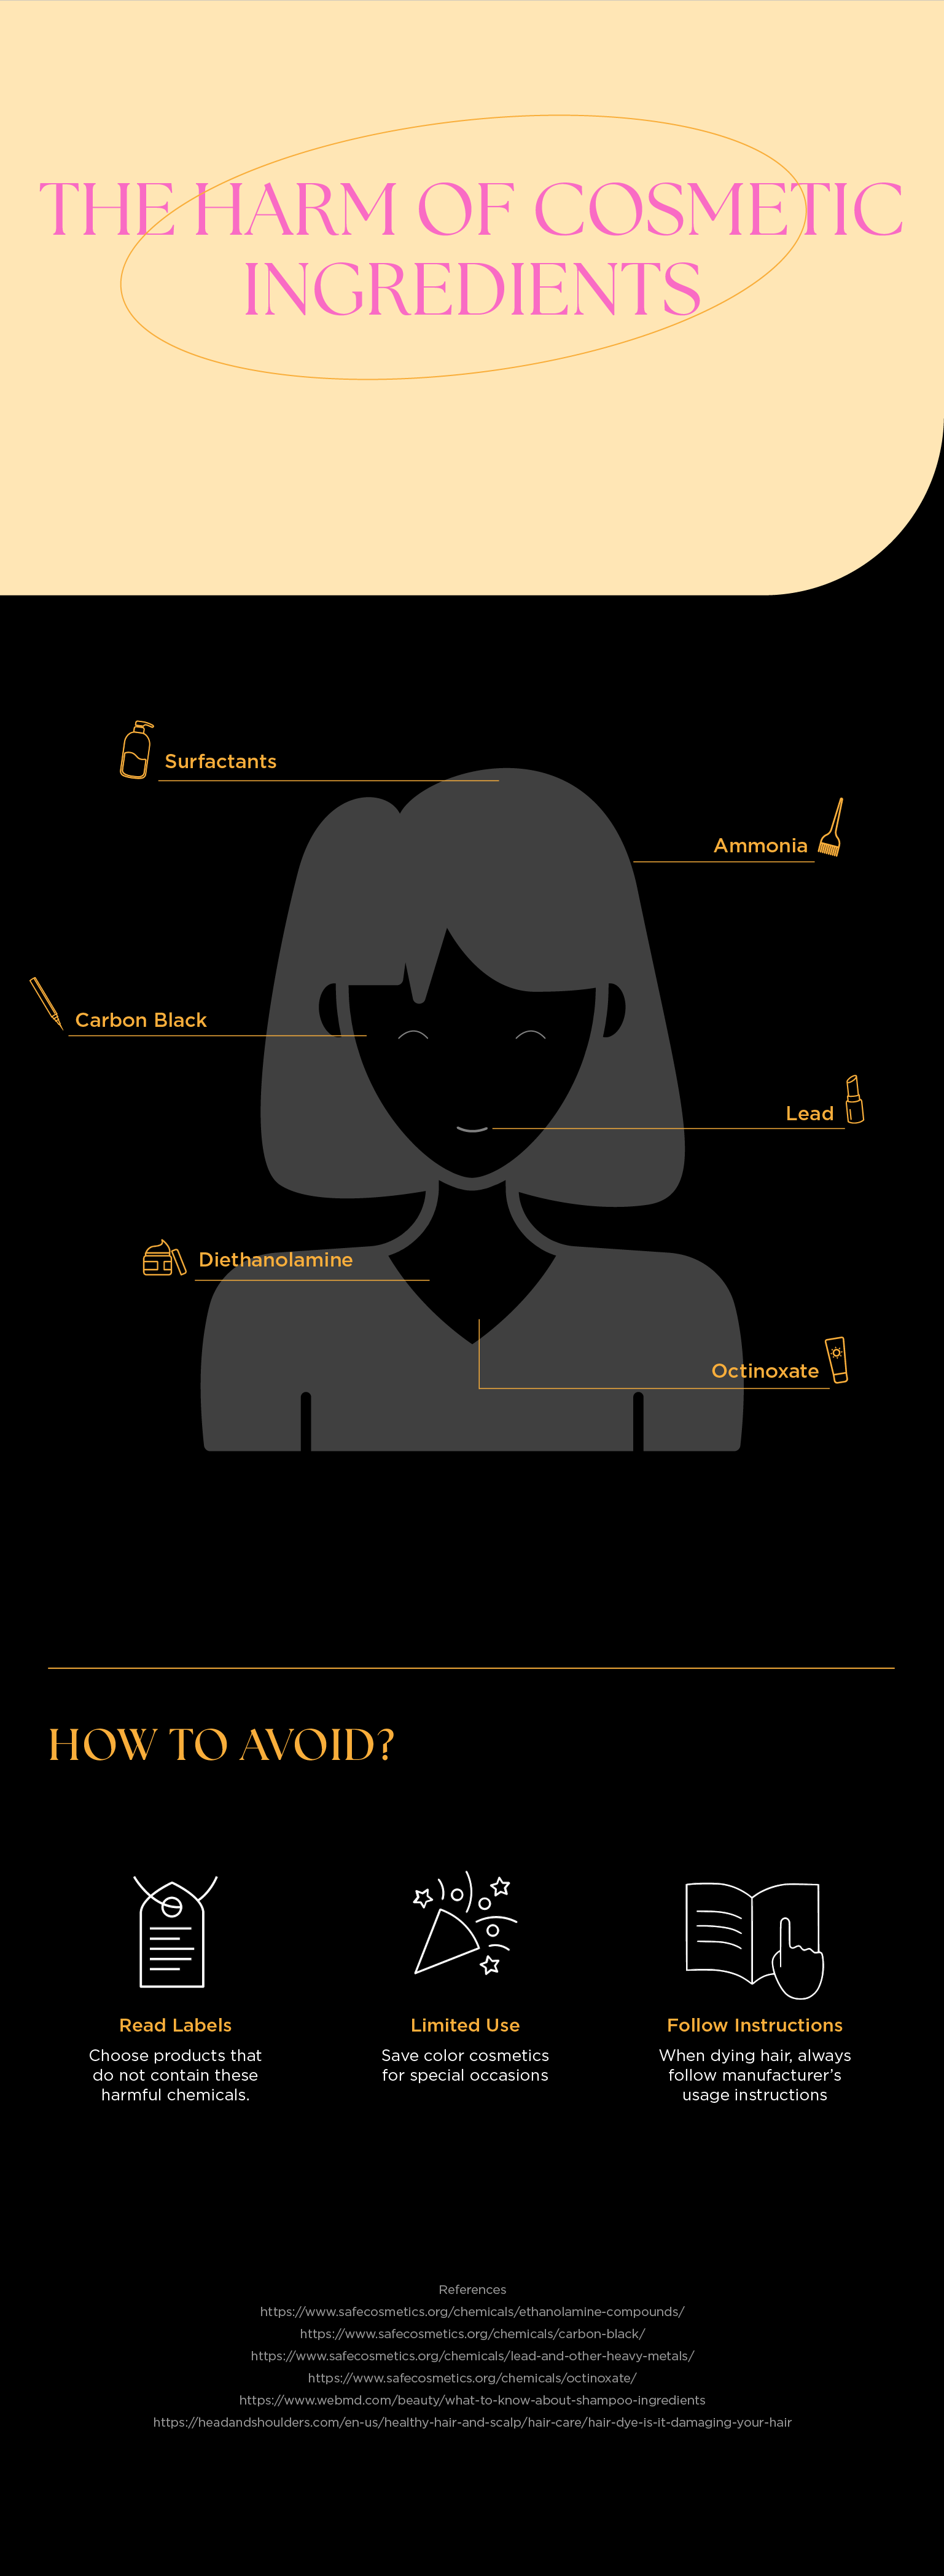 THE HARM OF COSMETIC
INGREDIENTS
Surfactants
Ammonia
Carbon Black
Lead
Diethanolamine
Octinoxate
HOW TO AVOID?
Read Labels
Choose products that
do not contain these
harmful chemicals.
Limited Use
Save color cosmetics
for special occasions
Follow Instructions
When dying hair, always
follow manufacturer’s
usage instructions
References
https://www.safecosmetics.org/chemicals/ethanolamine-compounds/
https://www.safecosmetics.org/chemicals/carbon-black/
https://www.safecosmetics.org/chemicals/lead-and-other-heavy-metals/
https://www.safecosmetics.org/chemicals/octinoxate/
https://www.webmd.com/beauty/what-to-know-about-shampoo-ingredients
https://headandshoulders.com/en-us/healthy-hair-and-scalp/hair-care/hair-dye-is-it-damaging-your-hair